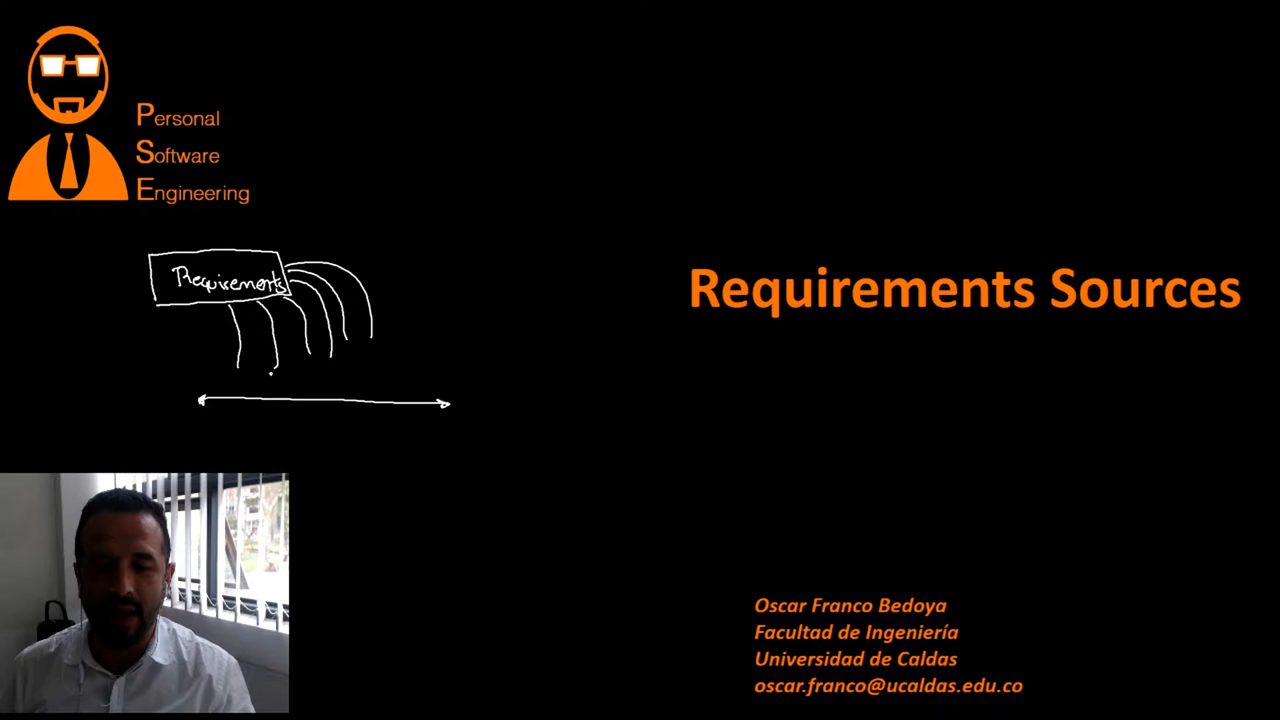 Personal
Software
Engineering
Requirements
Requirements Sources
Oscar Franco Bedoya
Facultad de Ingeniería
Universidad de Caldas
oscar.franco@ucaldas.edu.co